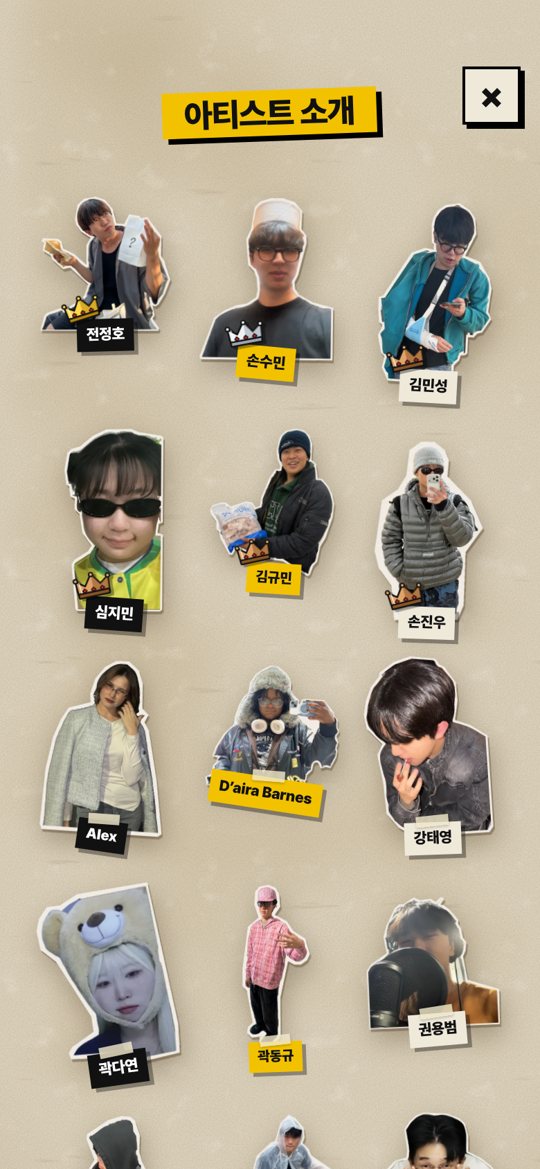 아티스트 소개
?
전정호
손수민
김민성
심지민
김규민
손진우
Alex
D'aira Barnes
강태영
곽다연
곽동규
권용범